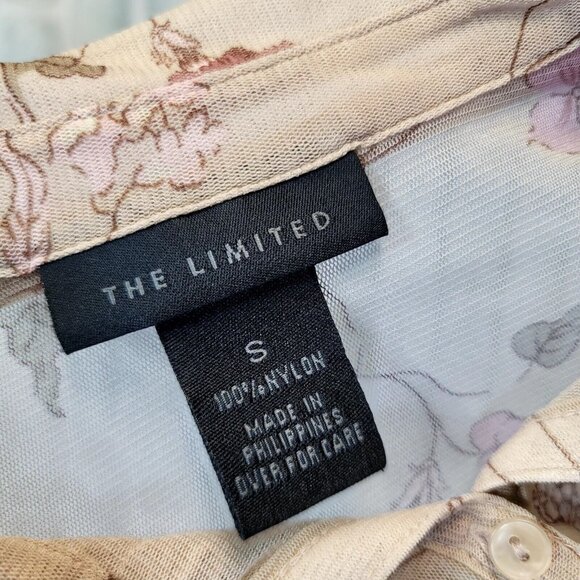 THE LIMITED
S
100% NYLON
MADE IN
PHILIPPINES
OVER FOR CARE